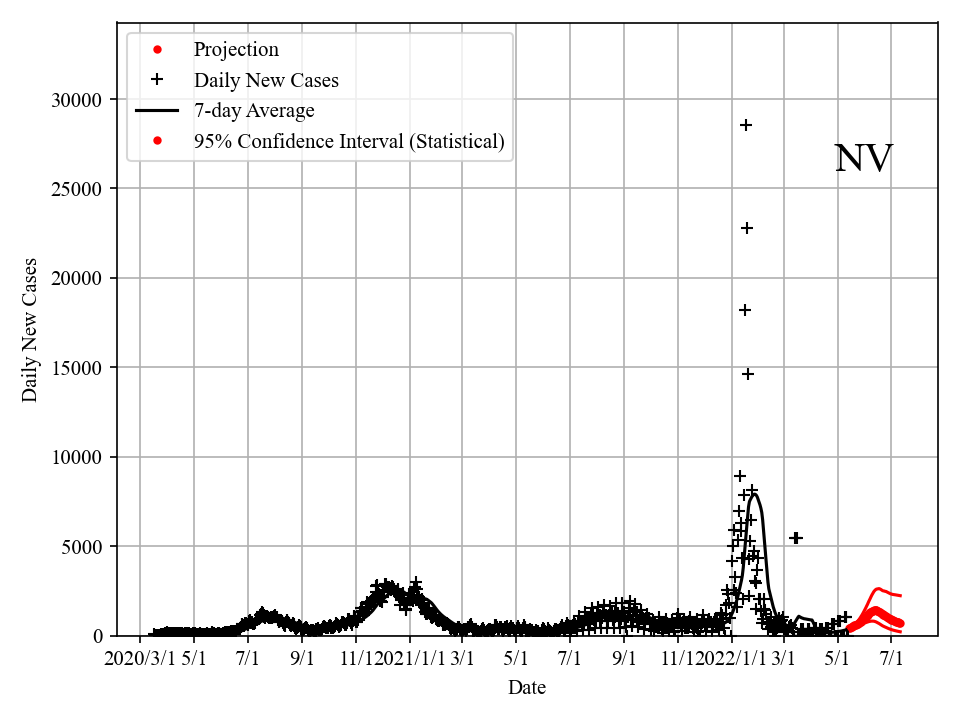 Projection
Daily New Cases
7-day Average
95% Confidence Interval (Statistical)
NV
30000
25000
20000
15000
10000
5000
0
Daily New Cases
2020/3/1 5/1 7/1 9/1 11/1 2021/1/1 3/1 5/1 7/1 9/1 11/1 2022/1/1 3/1 5/1 7/1
Date